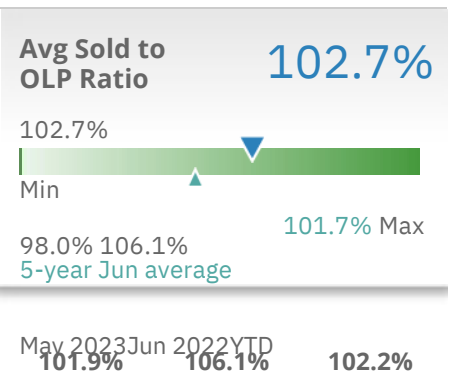 Avg Sold to 102.7%
OLP Ratio
102.7%
Min
101.7% Max
98.0% 106.1%
5-year Jun average
May 2023Jun 2022YTD
101.9% 106.1% 102.2%